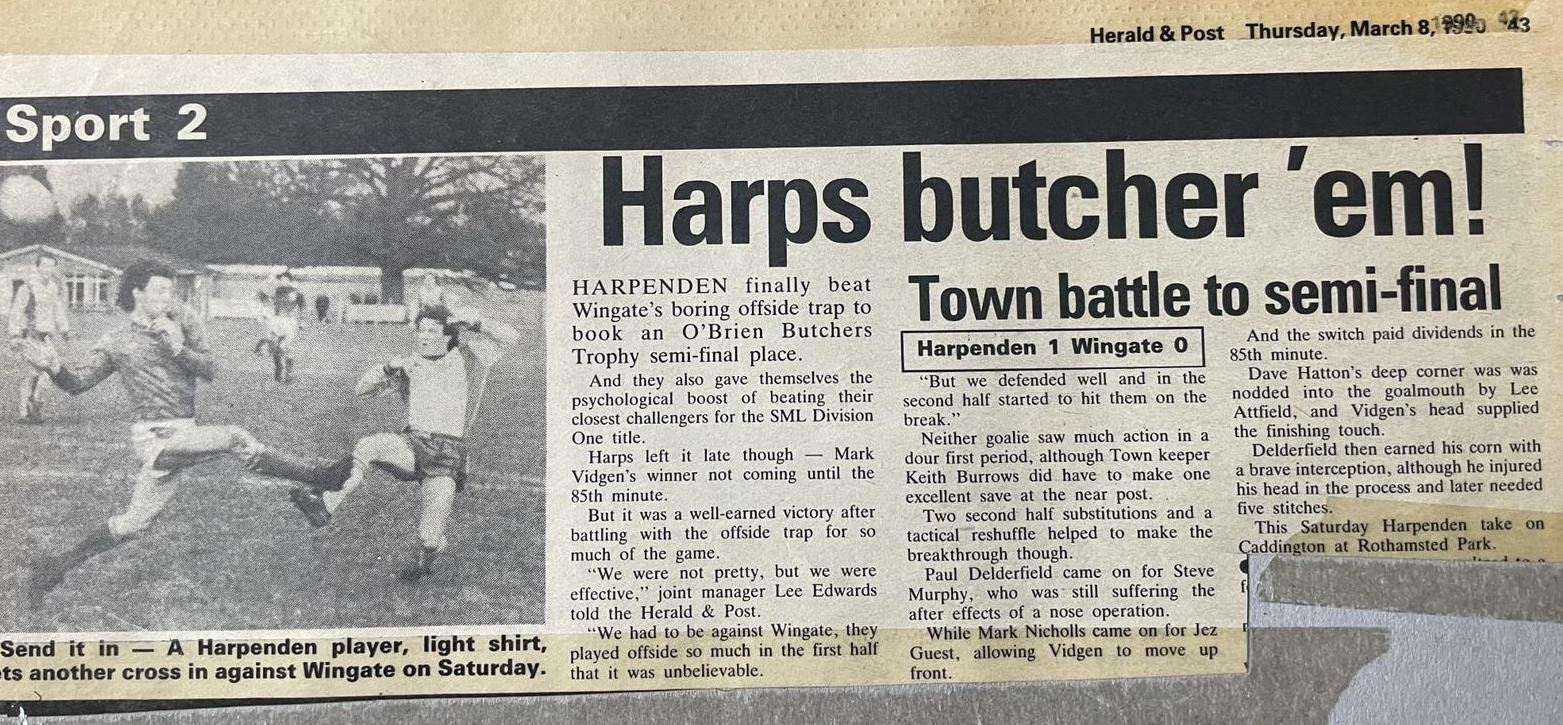 Herald & Post Thursday, March 8, 1990 43
Sport 2
Harps butcher 'em!
Town battle to semi-final
HARPENDEN finally beat
Wingate's boring offside trap to
book an O'Brien Butchers
Trophy semi-final place.
And they also gave themselves the
psychological boost of beating their
closest challengers for the SML Division
One title.
Harps left it late though — Mark
Vidgen's winner not coming until the
85th minute.
But it was a well-earned victory after
battling with the offside trap for so
much of the game.
“We were not pretty, but we were
effective,” joint manager Lee Edwards
told the Herald & Post.
“We had to be against Wingate, they
played offside so much in the first half
that it was unbelievable.
Harpenden 1 Wingate 0
“But we defended well and in the
second half started to hit them on the
break.”
Neither goalie saw much action in a
dour first period, although Town keeper
Keith Burrows did have to make one
excellent save at the near post.
Two second half substitutions and a
tactical reshuffle helped to make the
breakthrough though.
Paul Delderfield came on for Steve
Murphy, who was still suffering the
after effects of a nose operation.
While Mark Nicholls came on for Jez
Guest, allowing Vidgen to move up
front.
And the switch paid dividends in the
85th minute.
Dave Hatton's deep corner was was
nodded into the goalmouth by Lee
Attfield, and Vidgen's head supplied
the finishing touch.
Delderfield then earned his corn with
a brave interception, although he injured
his head in the process and later needed
five stitches.
This Saturday Harpenden take on
Caddington at Rothamsted Park.
Send it in — A Harpenden player, light shirt,
ts another cross in against Wingate on Saturday.